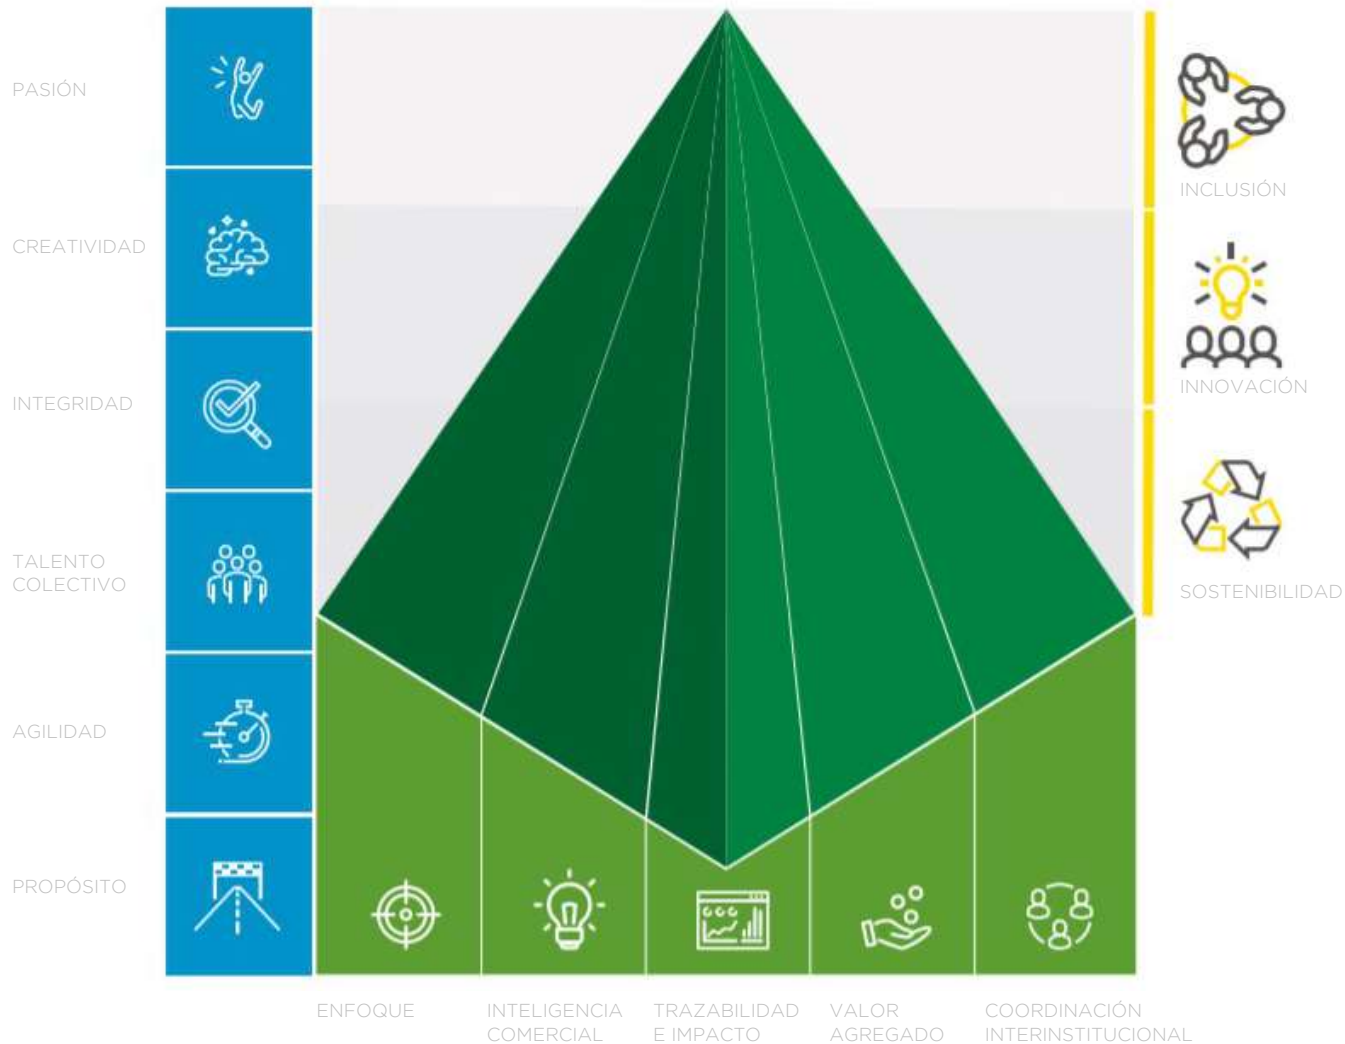 PASIÓN
CREATIVIDAD
INTEGRIDAD
TALENTO
COLECTIVO
AGILIDAD
PROPÓSITO
INCLUSIÓN
INNOVACIÓN
SOSTENIBILIDAD
ENFOQUE
INTELIGENCIA
COMERCIAL
TRAZABILIDAD
E IMPACTO
VALOR
AGREGADO
COORDINACIÓN
INTERINSTITUCIONAL